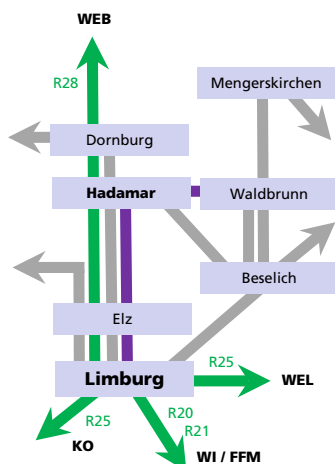 WEB
R28
Mengerskirchen
Dornburg
Hadamar
Waldbrunn
Beselich
Elz
Limburg
R25
WEL
R25
R20
R21
KO
WI / FFM